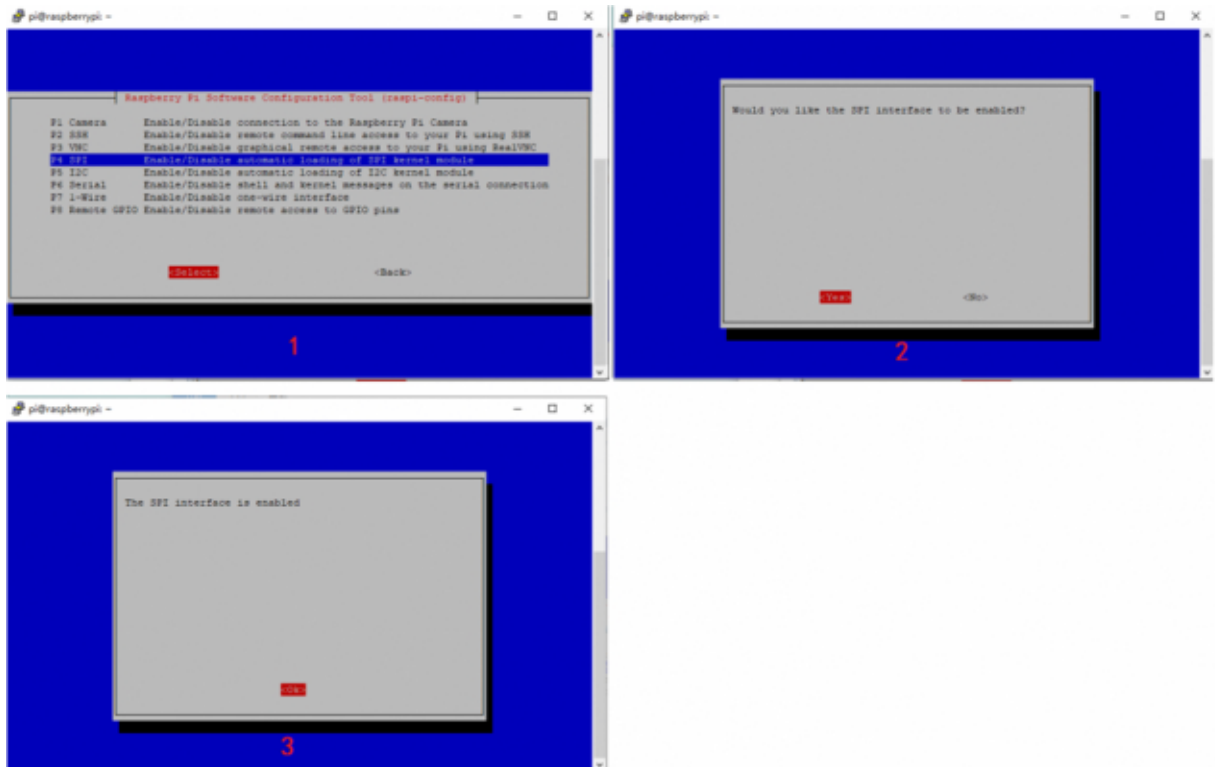 pi@raspberrypi: ~
Raspberry Pi Software Configuration Tool (raspi-config)
P1 Camera Enable/Disable connection to the Raspberry Pi Camera
P2 SSH Enable/Disable remote command line access to your Pi using SSH
P3 VNC Enable/Disable graphical remote access to your Pi using RealVNC
P4 SPI Enable/Disable automatic loading of SPI kernel module
P5 I2C Enable/Disable automatic loading of I2C kernel module
P6 Serial Enable/Disable shell and kernel messages on the serial connection
P7 1-Wire Enable/Disable one-wire interface
P8 Remote GPIO Enable/Disable remote access to GPIO pins
<Select> <Back>
1
pi@raspberrypi: ~
Would you like the SPI interface to be enabled?
<Yes> <No>
2
pi@raspberrypi: ~
The SPI interface is enabled
<Ok>
3